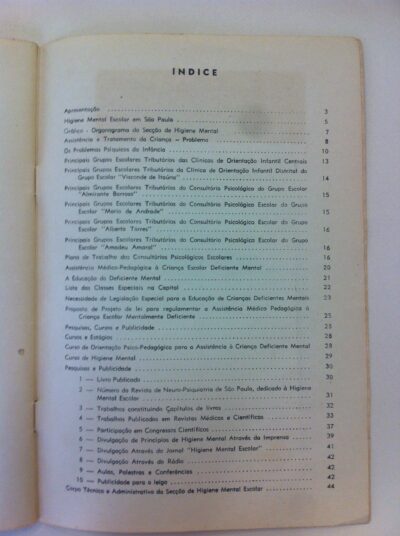 INDICE
Apresentação 3
Higiene Mental Escolar em São Paulo 5
Gráfico - Organograma da Secção de Higiene Mental 7
Assistência e Tratamento da Criança - Problema 8
Os Problemas Psíquicos da Infância 10
Principais Grupos Escolares Tributários das Clínicas de Orientação Infantil Centrais 13
Principais Grupos Escolares Tributários da Clínica de Orientação Infantil Distrital do
Grupo Escolar "Visconde de Itaúna" 14
Principais Grupos Escolares Tributários do Consultório Psicológico do Grupo Escolar
"Almirante Barroso" 15
Principais Grupos Escolares Tributários do Consultório Psicológico do Grupo Escolar
"Mario de Andrade" 15
Principais Grupos Escolares Tributários do Consultório Psicológico do Grupo Escolar
"Alberto Torres" 16
Principais Grupos Escolares Tributários do Consultório Psicológico do Grupo Escolar
"Amadeu Amaral" 16
Plano de Trabalho dos Consultórios Psicológicos Escolares 16
Assistência Médico-Pedagógica à Criança Escolar Deficiente Mental 20
A Educação do Deficiente Mental 21
Lista das Classes Especiais na Capital 22
Necessidade de Legislação Especial para a Educação de Crianças Deficientes Mentais 23
Proposta de Projeto de lei para regulamentar a Assistência Médico Pedagógica à
Criança Escolar Mentalmente Deficiente 25
Pesquisas, Cursos e Publicidade 28
Cursos e Estágios 28
Curso de Orientação Psico-Pedagógica para a Assistência à Criança Deficiente Mental 28
Curso de Higiene Mental 29
Pesquisas e Publicidade 30
1 — Livro Publicado 30
2 — Número da Revista de Neuro-Psiquiatria de São Paulo, dedicado à Higiene
Mental Escolar 31
3 — Trabalhos constituindo Capítulos de livros 32
4 — Trabalhos Publicados em Revistas Médicas e Científicas 33
5 — Participação em Congressos Científicos 37
6 — Divulgação de Princípios de Higiene Mental Através da Imprensa 39
7 — Divulgação Através do Jornal "Higiene Mental Escolar" 41
8 — Divulgação Através do Rádio 42
9 — Aulas, Palestras e Conferências 42
10 — Publicidade para o leigo 42
Corpo Técnico e Administrativo da Secção de Higiene Mental Escolar 44